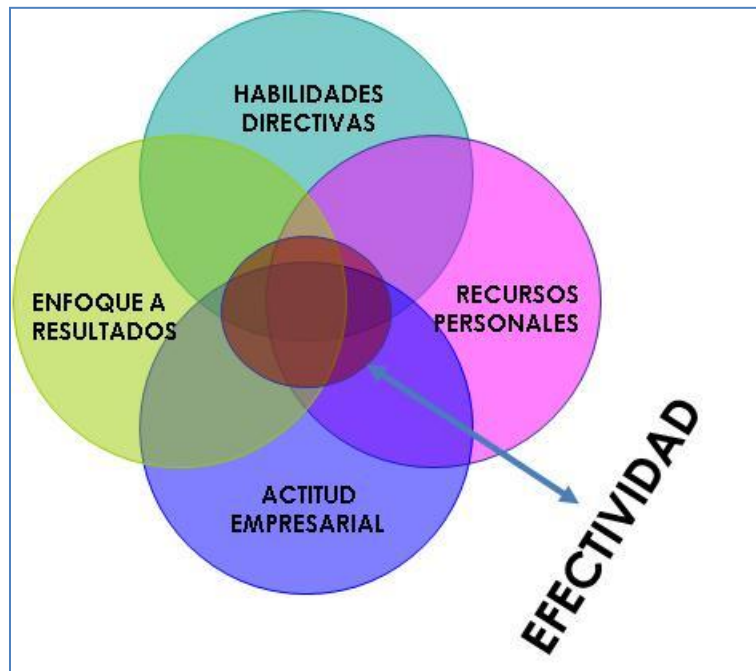 HABILIDADES
DIRECTIVAS
ENFOQUE A
RESULTADOS
RECURSOS
PERSONALES
ACTITUD
EMPRESARIAL
EFECTIVIDAD